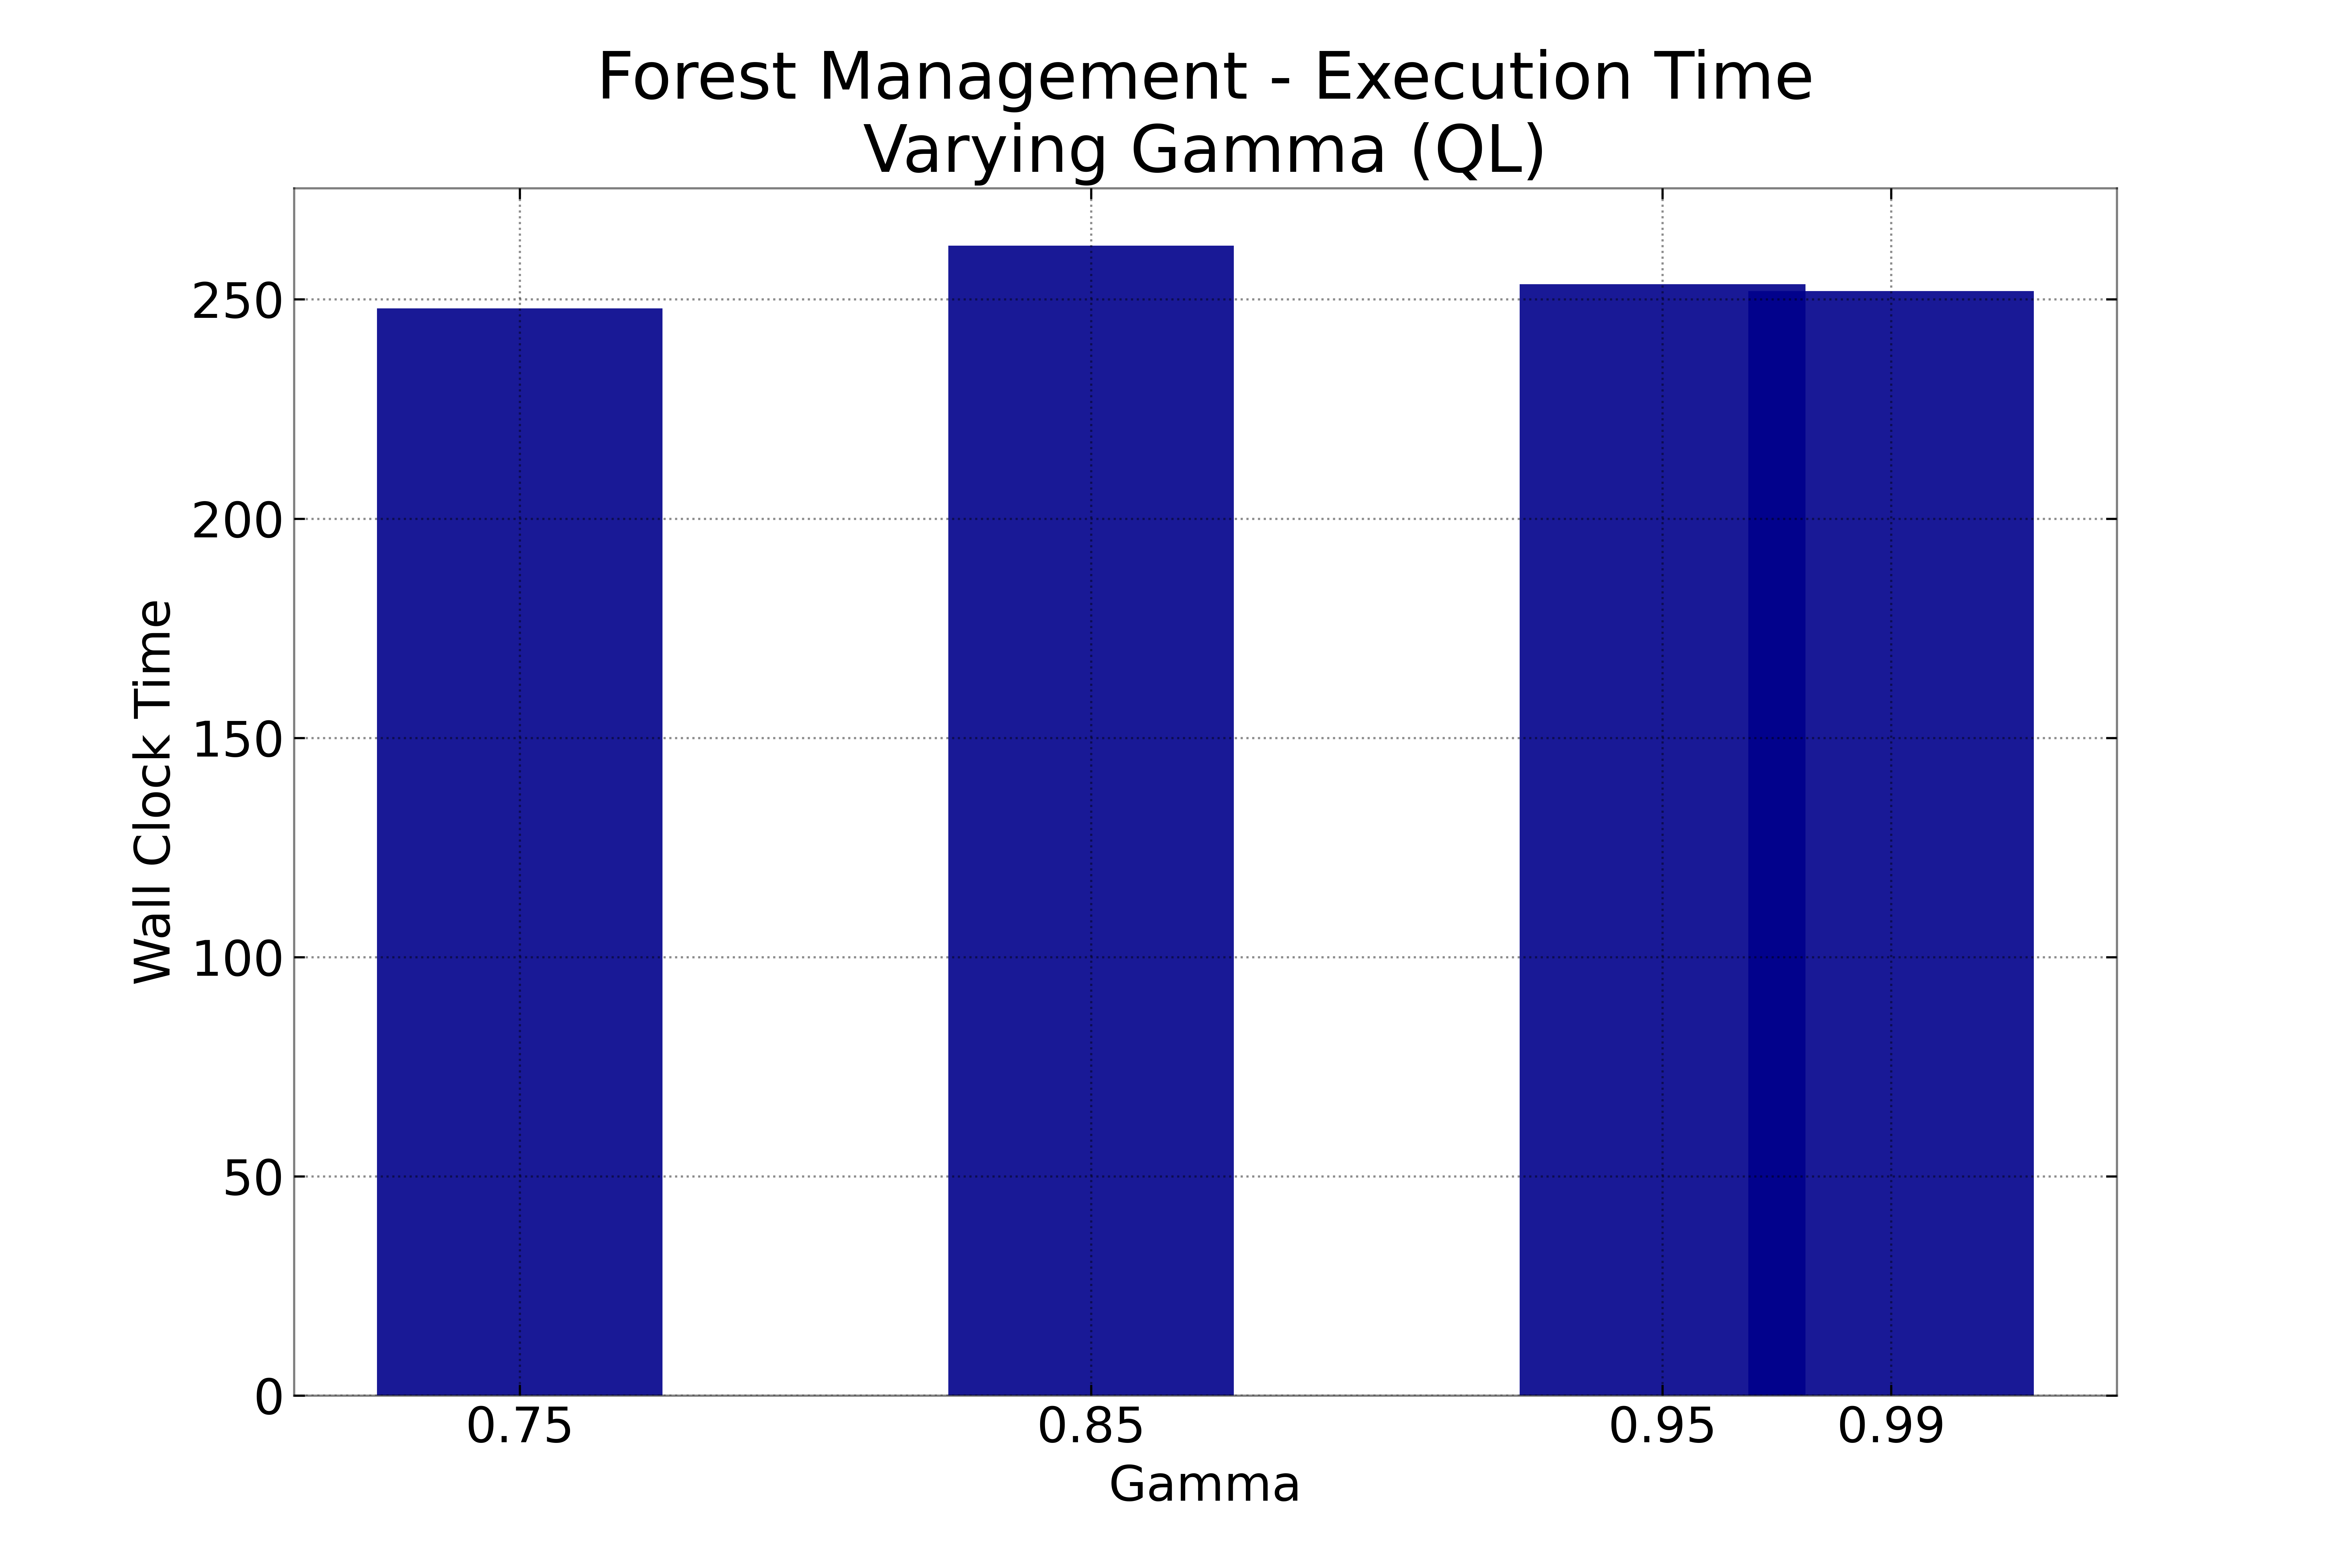 Forest Management - Execution Time
Varying Gamma (QL)
250
200
150
100
50
0
Wall Clock Time
0.75 0.85 0.95 0.99
Gamma